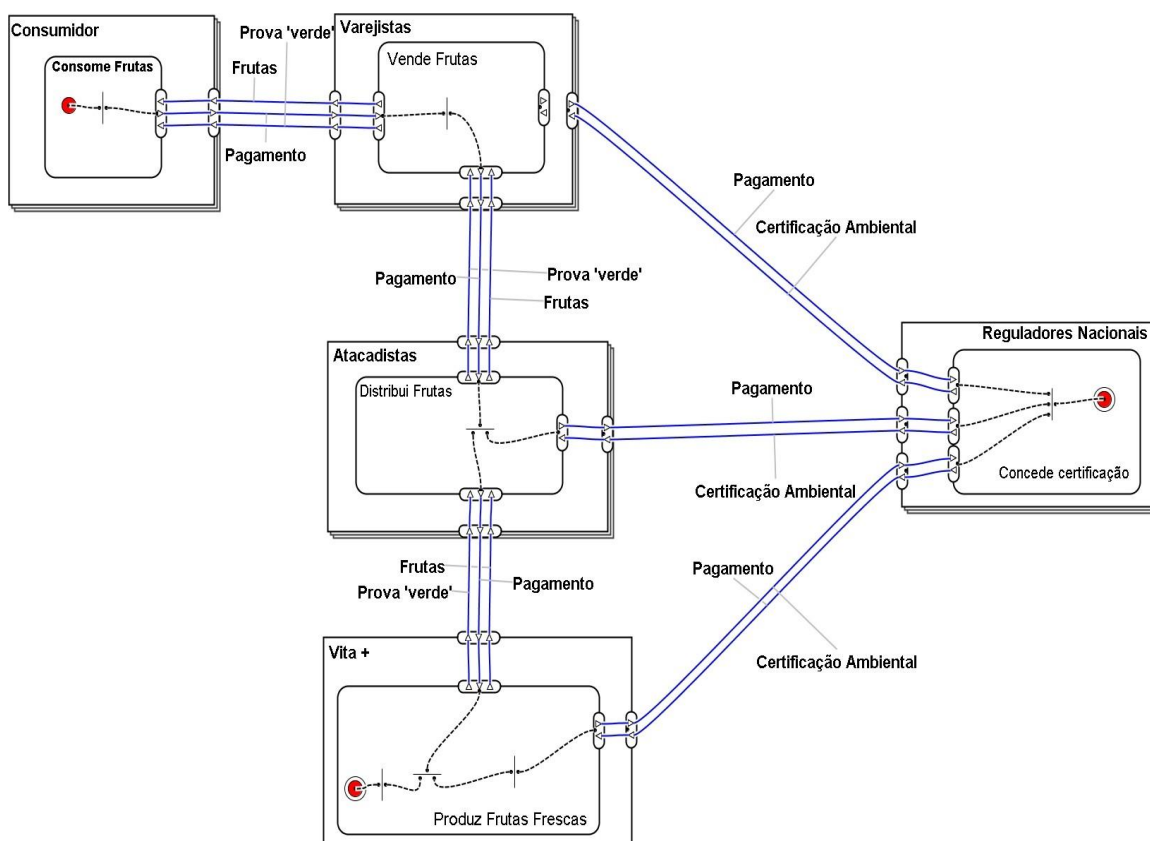 Consumidor
Consome Frutas
Prova 'verde'
Frutas
Pagamento
Varejistas
Vende Frutas
Pagamento
Certificação Ambiental
Pagamento
Prova 'verde'
Frutas
Atacadistas
Distribui Frutas
Pagamento
Certificação Ambiental
Reguladores Nacionais
Concede certificação
Frutas
Prova 'verde'
Pagamento
Pagamento
Certificação Ambiental
Vita +
Produz Frutas Frescas